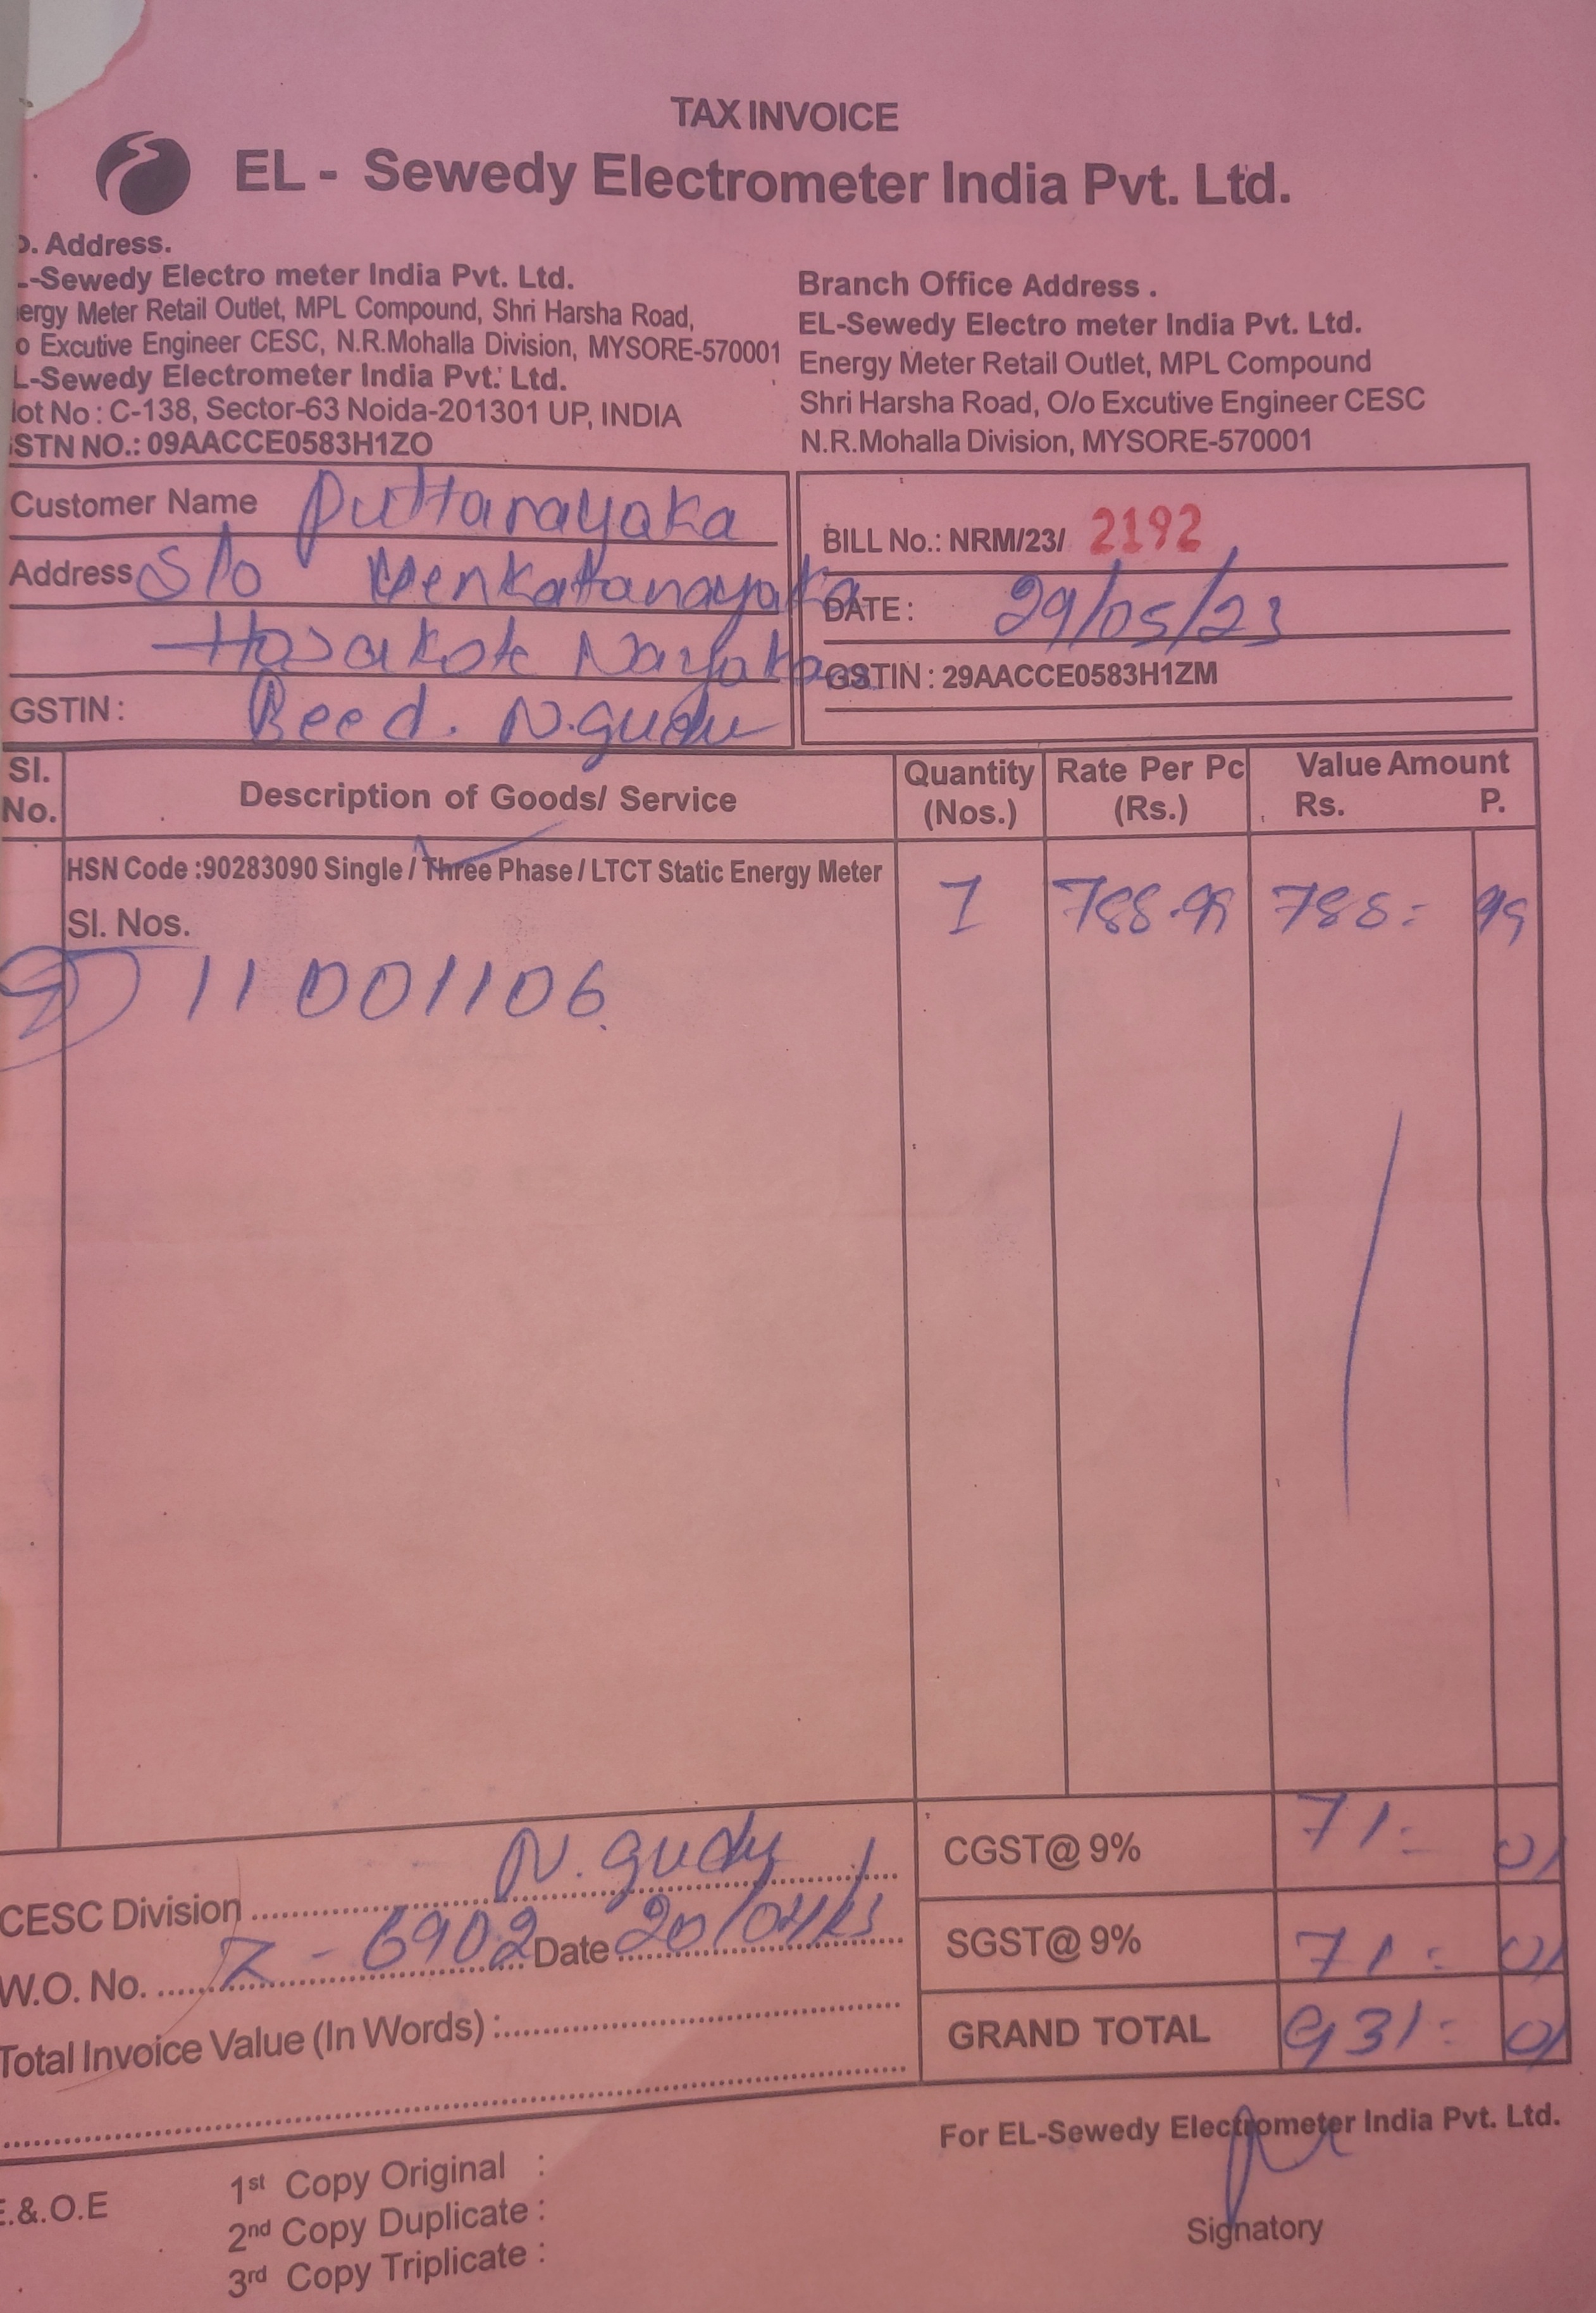 TAX INVOICE
EL - Sewedy Electrometer India Pvt. Ltd.
. Address.
-Sewedy Electro meter India Pvt. Ltd.
ergy Meter Retail Outlet, MPL Compound, Shri Harsha Road,
o Excutive Engineer CESC, N.R.Mohalla Division, MYSORE-570001
L-Sewedy Electrometer India Pvt. Ltd.
lot No : C-138, Sector-63 Noida-201301 UP, INDIA
STN NO.: 09AACCE0583H1ZO
Branch Office Address .
EL-Sewedy Electro meter India Pvt. Ltd.
Energy Meter Retail Outlet, MPL Compound
Shri Harsha Road, O/o Excutive Engineer CESC
N.R.Mohalla Division, MYSORE-570001
Customer Name Puttanayaka
Address S/o Venkatanayaka
Hosakote Nayakara
GSTIN : Beed. N.gudu
BILL No.: NRM/23/ 2192
DATE : 29/05/23
GSTIN : 29AACCE0583H1ZM
Sl. No. Description of Goods/ Service Quantity (Nos.) Rate Per Pc (Rs.) Value Amount Rs. P.
HSN Code :90283090 Single / Three Phase / LTCT Static Energy Meter
Sl. Nos. 1 788.99 788= 99
11001106
CESC Division N.gudu
W.O. No. 6902 Date
Total Invoice Value (In Words) :
CGST@ 9% 71= 01
SGST@ 9% 71= 01
GRAND TOTAL 931= 01
For EL-Sewedy Electrometer India Pvt. Ltd.
Signatory
E.&.O.E
1st Copy Original :
2nd Copy Duplicate :
3rd Copy Triplicate :